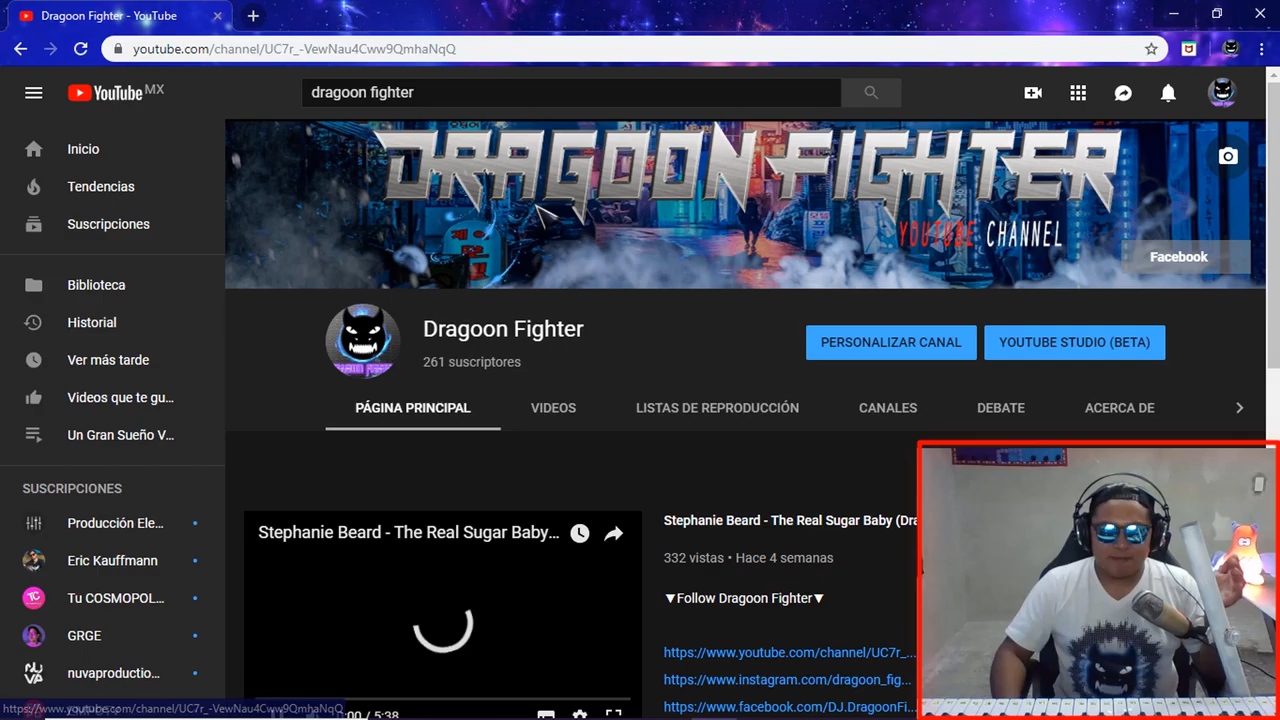 Dragoon Fighter - YouTube
youtube.com/channel/UC7r_-VewNau4Cww9QmhaNqQ
YouTube MX
dragoon fighter
Inicio
Tendencias
Suscripciones
Biblioteca
Historial
Ver más tarde
Videos que te gu...
Un Gran Sueño V...
SUSCRIPCIONES
Producción Ele...
Eric Kauffmann
Tu COSMOPOL...
GRGE
nuvaproductio...
DRAGOON FIGHTER
YOUTUBE CHANNEL
Facebook
Dragoon Fighter
261 suscriptores
PERSONALIZAR CANAL
YOUTUBE STUDIO (BETA)
PÁGINA PRINCIPAL
VIDEOS
LISTAS DE REPRODUCCIÓN
CANALES
DEBATE
ACERCA DE
Stephanie Beard - The Real Sugar Baby...
Stephanie Beard - The Real Sugar Baby (Dra
332 vistas • Hace 4 semanas
▼Follow Dragoon Fighter▼
https://www.youtube.com/channel/UC7r_...
https://www.instagram.com/dragoon_fig...
https://www.facebook.com/DJ.DragoonFi...
0:00 / 5:38
https://www.youtube.com/channel/UC7r_-VewNau4Cww9QmhaNqQ